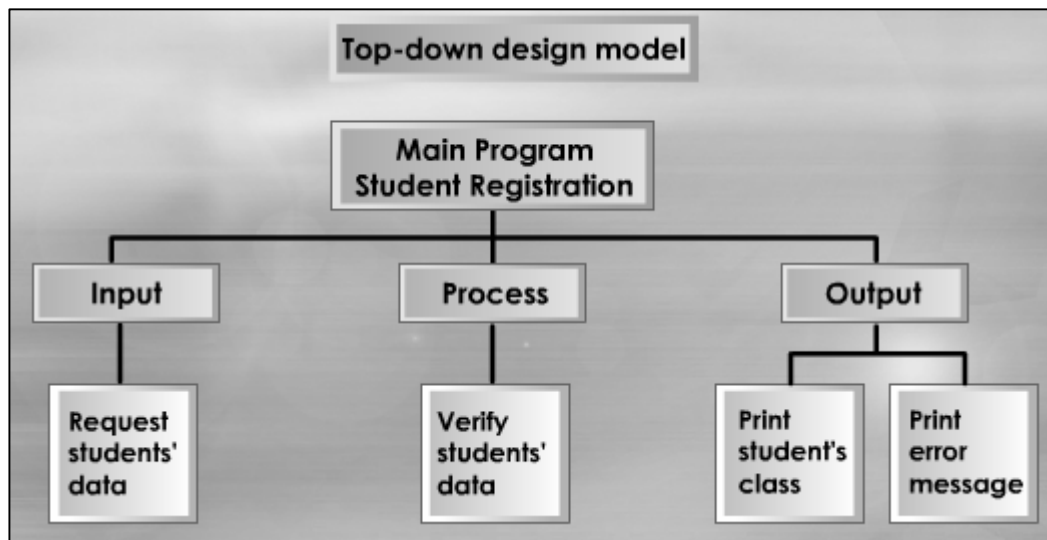 Top-down design model
Main Program
Student Registration
Input
Process
Output
Request
students'
data
Verify
students'
data
Print
student's
class
Print
error
message